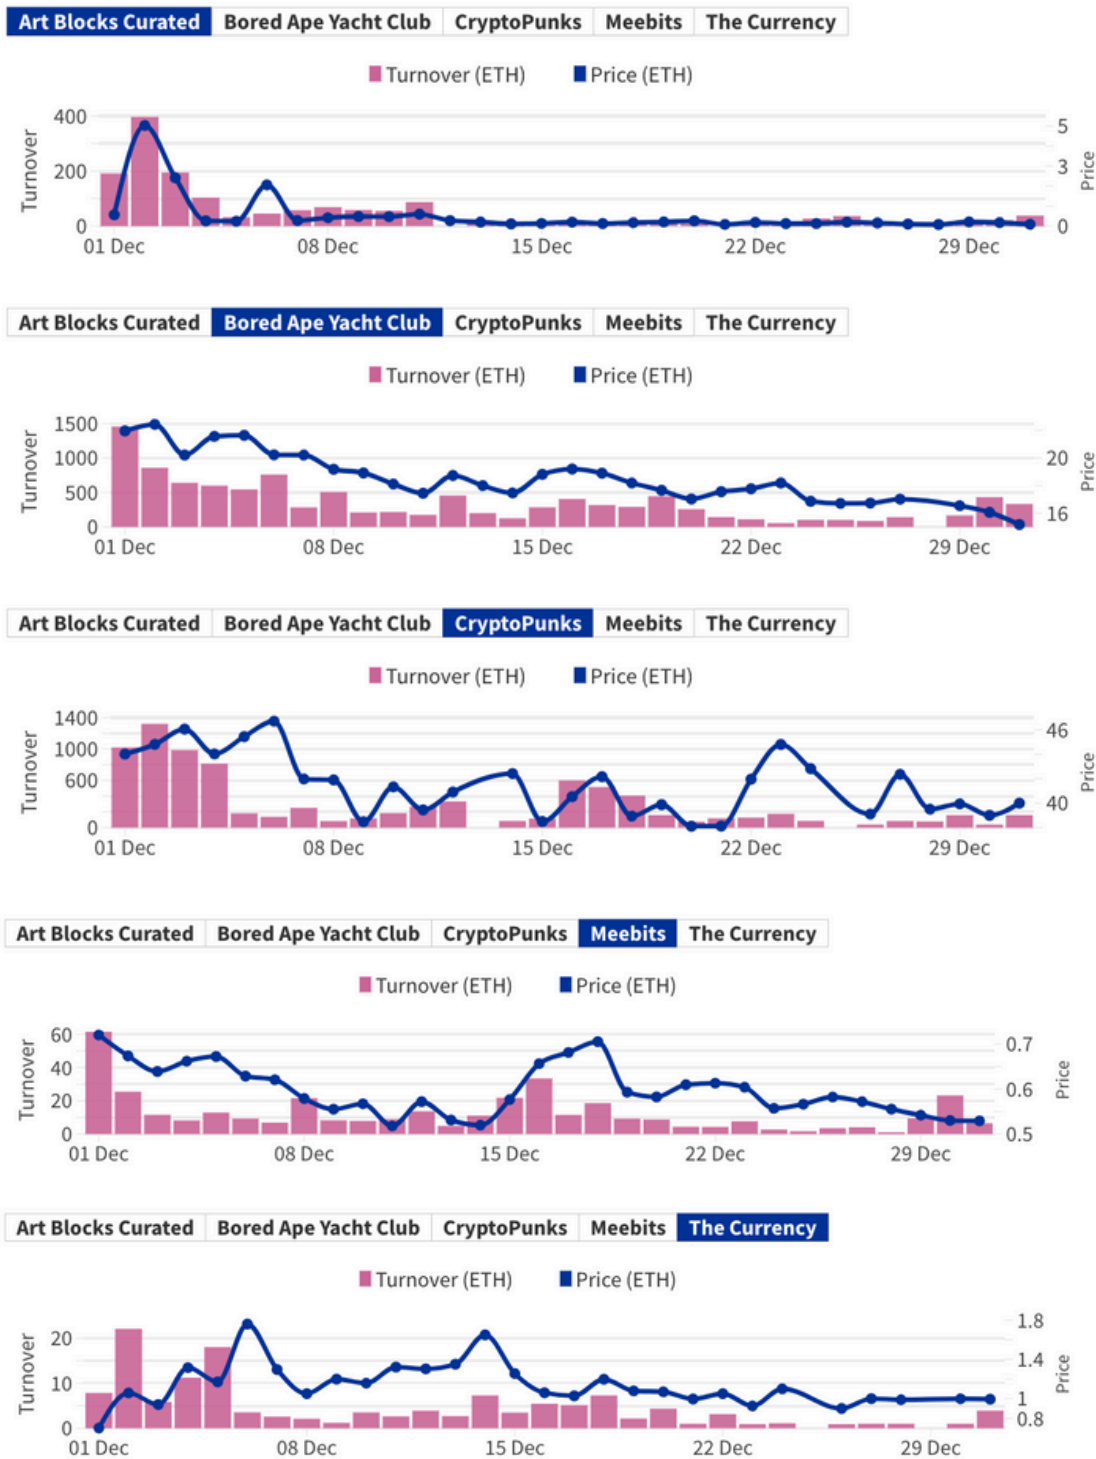 Art Blocks Curated Bored Ape Yacht Club CryptoPunks Meebits The Currency
Turnover (ETH) Price (ETH)
400 5
200 3
0 0
Turnover
Price
01 Dec 08 Dec 15 Dec 22 Dec 29 Dec
Art Blocks Curated Bored Ape Yacht Club CryptoPunks Meebits The Currency
Turnover (ETH) Price (ETH)
1500
1000 20
500 16
0
Turnover
Price
01 Dec 08 Dec 15 Dec 22 Dec 29 Dec
Art Blocks Curated Bored Ape Yacht Club CryptoPunks Meebits The Currency
Turnover (ETH) Price (ETH)
1400 46
1000
600 40
0
Turnover
Price
01 Dec 08 Dec 15 Dec 22 Dec 29 Dec
Art Blocks Curated Bored Ape Yacht Club CryptoPunks Meebits The Currency
Turnover (ETH) Price (ETH)
60 0.7
40 0.6
20
0 0.5
Turnover
Price
01 Dec 08 Dec 15 Dec 22 Dec 29 Dec
Art Blocks Curated Bored Ape Yacht Club CryptoPunks Meebits The Currency
Turnover (ETH) Price (ETH)
20 1.8
10 1.4
0 1
0.8
Turnover
Price
01 Dec 08 Dec 15 Dec 22 Dec 29 Dec